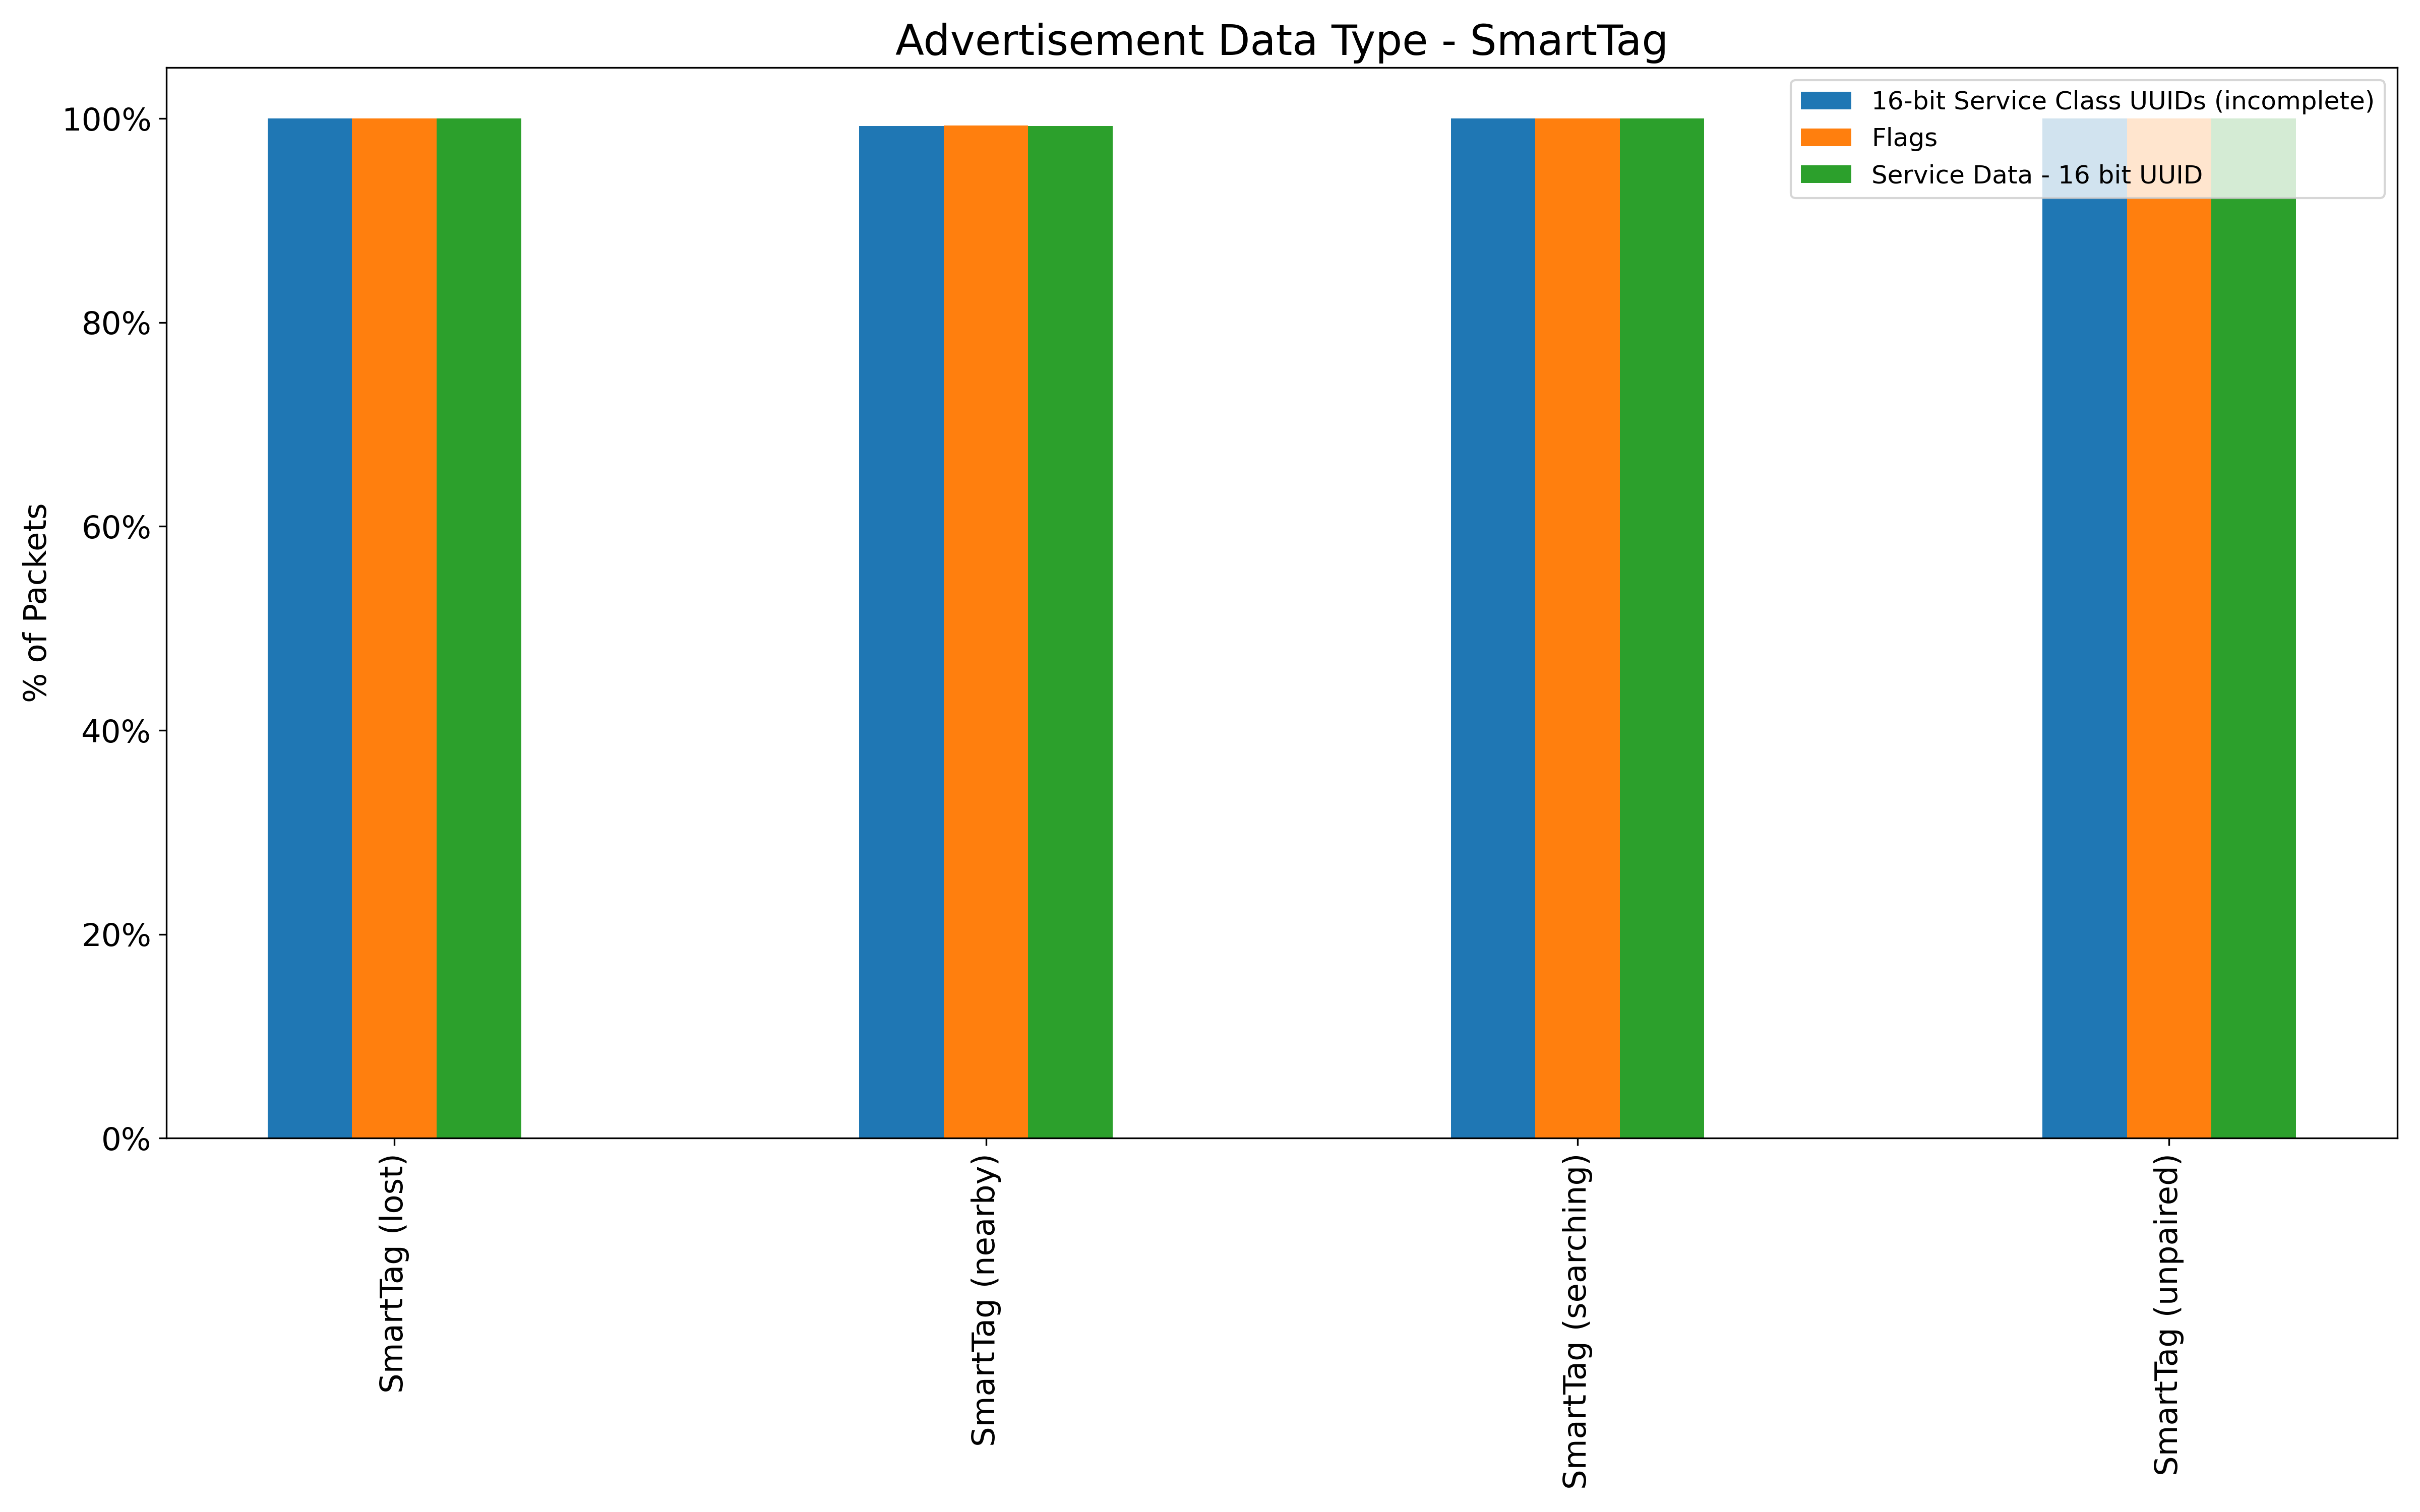 Advertisement Data Type - SmartTag
16-bit Service Class UUIDs (incomplete)
Flags
Service Data - 16 bit UUID
% of Packets
100%
80%
60%
40%
20%
0%
SmartTag (lost)
SmartTag (nearby)
SmartTag (searching)
SmartTag (unpaired)